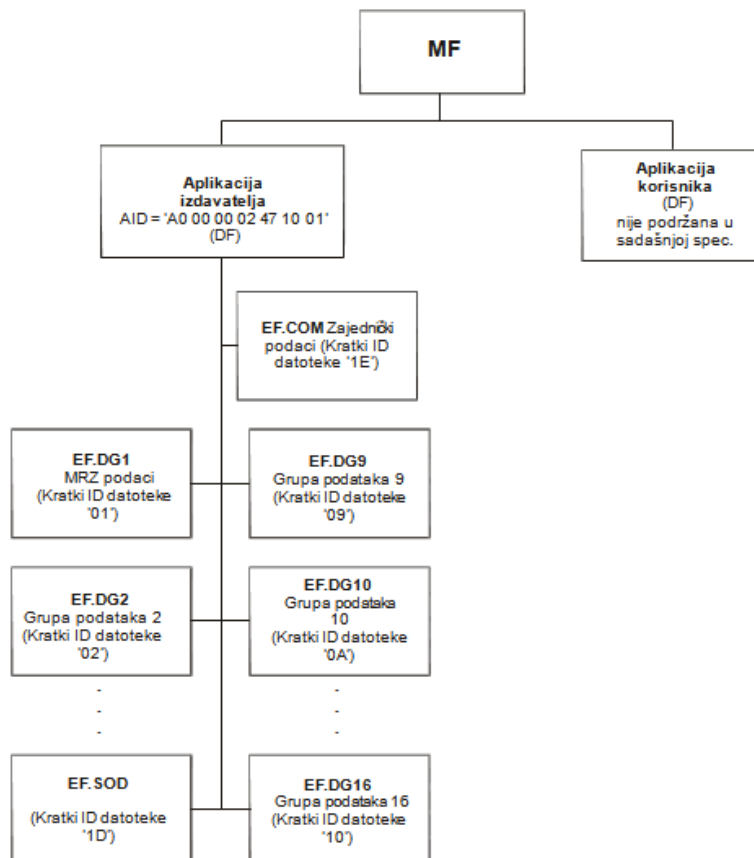 MF
Aplikacija
izdavatelja
AID = 'A0 00 00 02 47 10 01'
(DF)
Aplikacija
korisnika
(DF)
nije podržana u
sadašnjoj spec.
EF.COM Zajednički
podaci (Kratki ID
datoteke '1E')
EF.DG1
MRZ podaci
(Kratki ID datoteke
'01')
EF.DG9
Grupa podataka 9
(Kratki ID datoteke
'09')
EF.DG2
Grupa podataka 2
(Kratki ID datoteke
'02')
EF.DG10
Grupa podataka
10
(Kratki ID datoteke
'0A')
EF.SOD
(Kratki ID datoteke
'1D')
EF.DG16
Grupa podataka 16
(Kratki ID datoteke
'10')